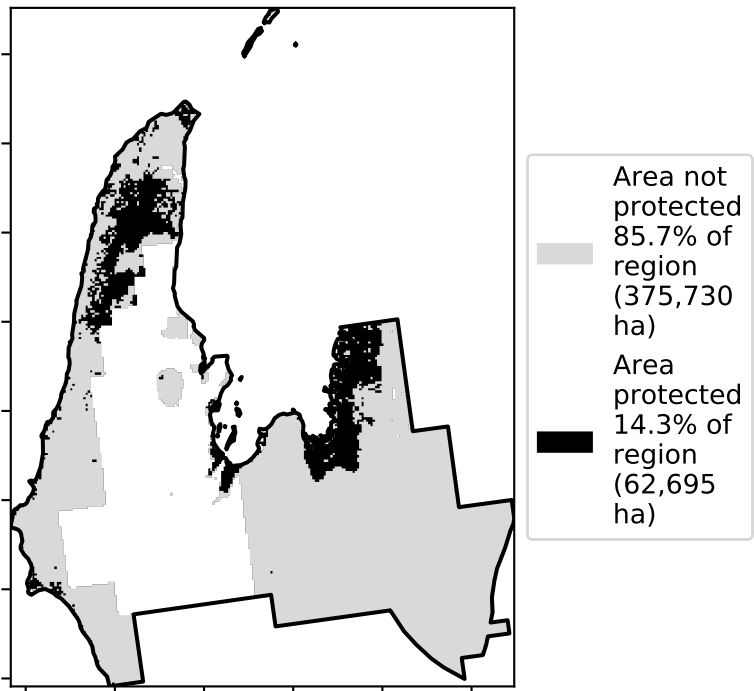 Area not
protected
85.7% of
region
(375,730
ha)
Area
protected
14.3% of
region
(62,695
ha)